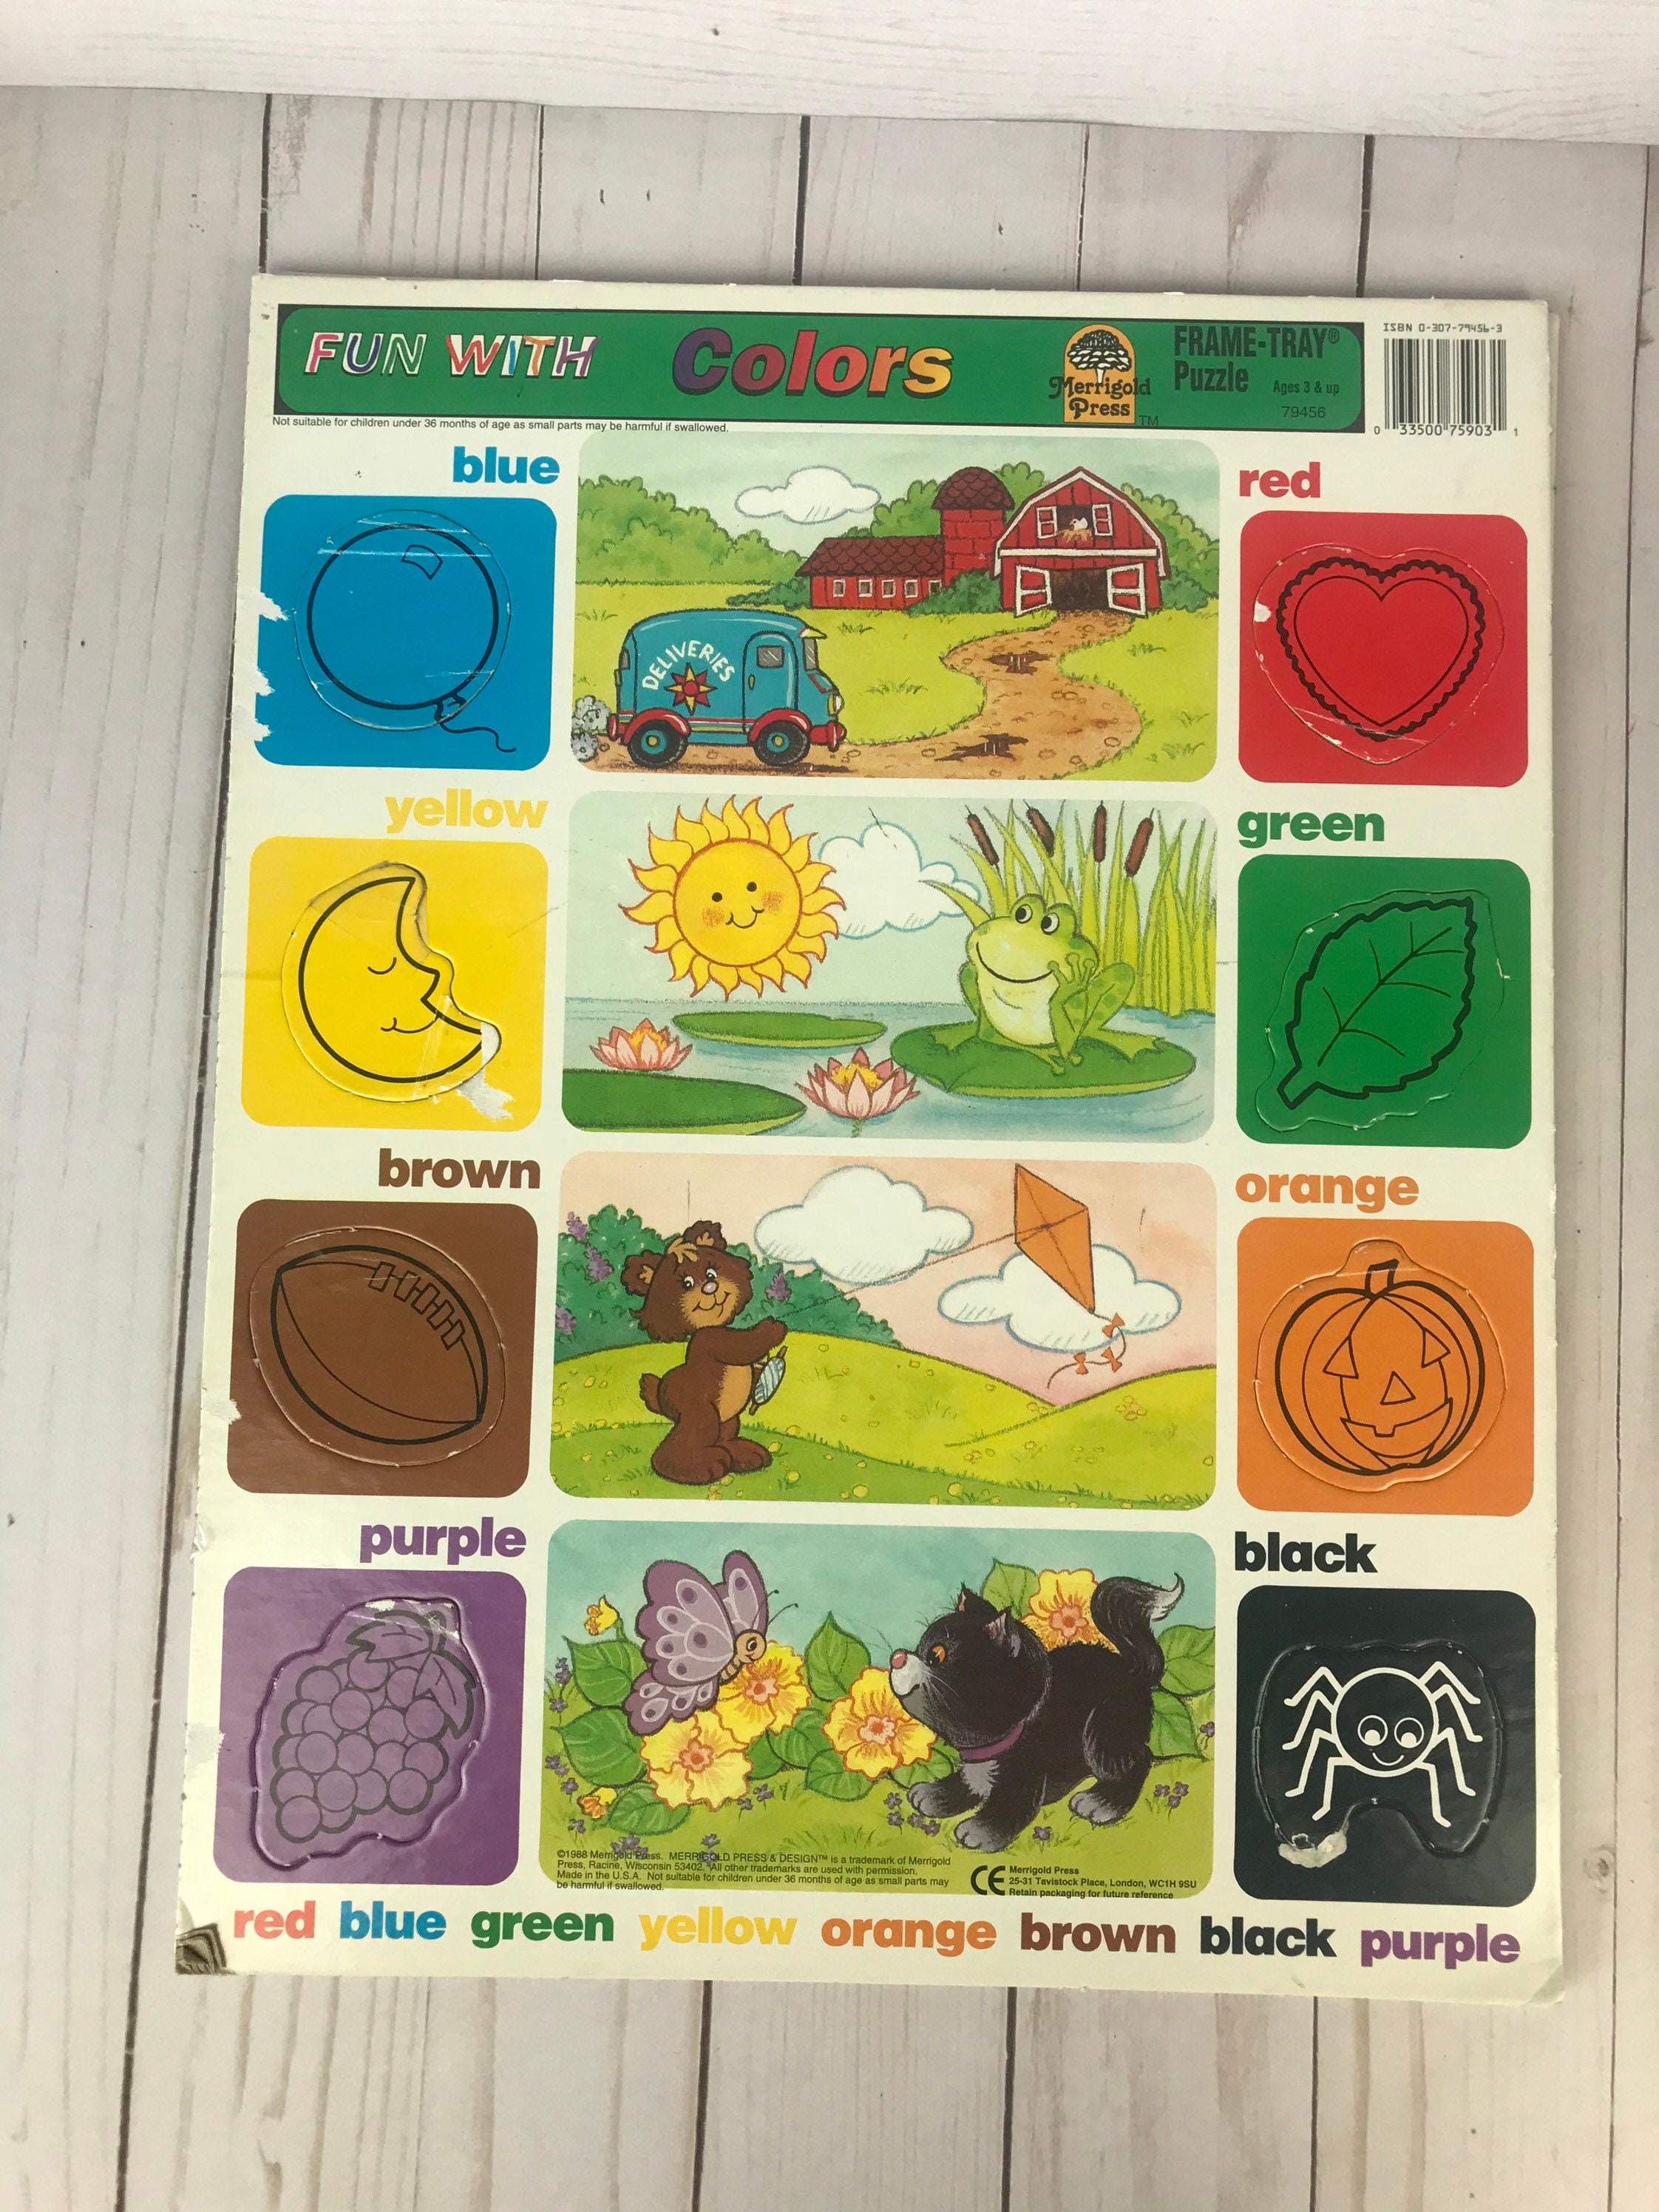 FUN WITH Colors
Merrigold
Press
TM
FRAME-TRAY®
Puzzle
Ages 3 & up
79456
ISBN 0-307-79456-3
0 33500 75903 1
Not suitable for children under 36 months of age as small parts may be harmful if swallowed.
blue
red
DELIVERIES
yellow
green
brown
orange
purple
black
©1988 Merrigold Press. MERRIGOLD PRESS & DESIGN™ is a trademark of Merrigold
Press, Racine, Wisconsin 53402. All other trademarks are used with permission.
Made in the U.S.A. Not suitable for children under 36 months of age as small parts may
be harmful if swallowed.
CE
Merrigold Press
25-31 Tavistock Place, London, WC1H 9SU
Retain packaging for future reference
red blue green yellow orange brown black purple